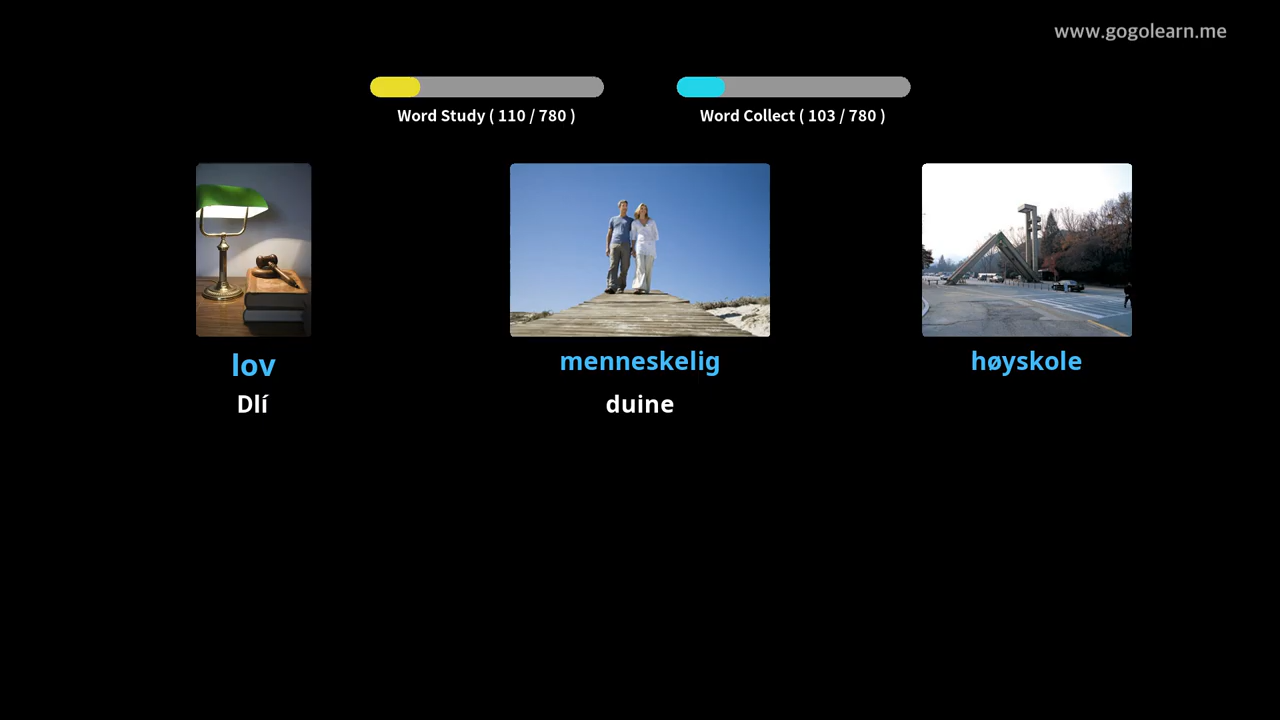 www.gogolearn.me
Word Study ( 110 / 780 )
Word Collect ( 103 / 780 )
lov
menneskelig
høyskole
Dlí
duine